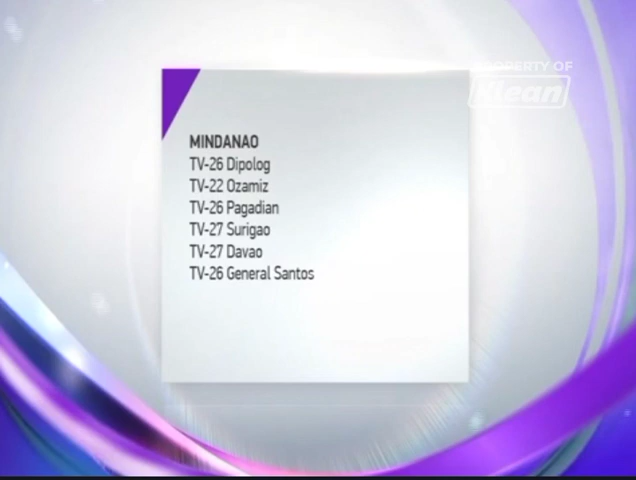 PROPERTY OF
Klean
MINDANAO
TV-26 Dipolog
TV-22 Ozamiz
TV-26 Pagadian
TV-27 Surigao
TV-27 Davao
TV-26 General Santos